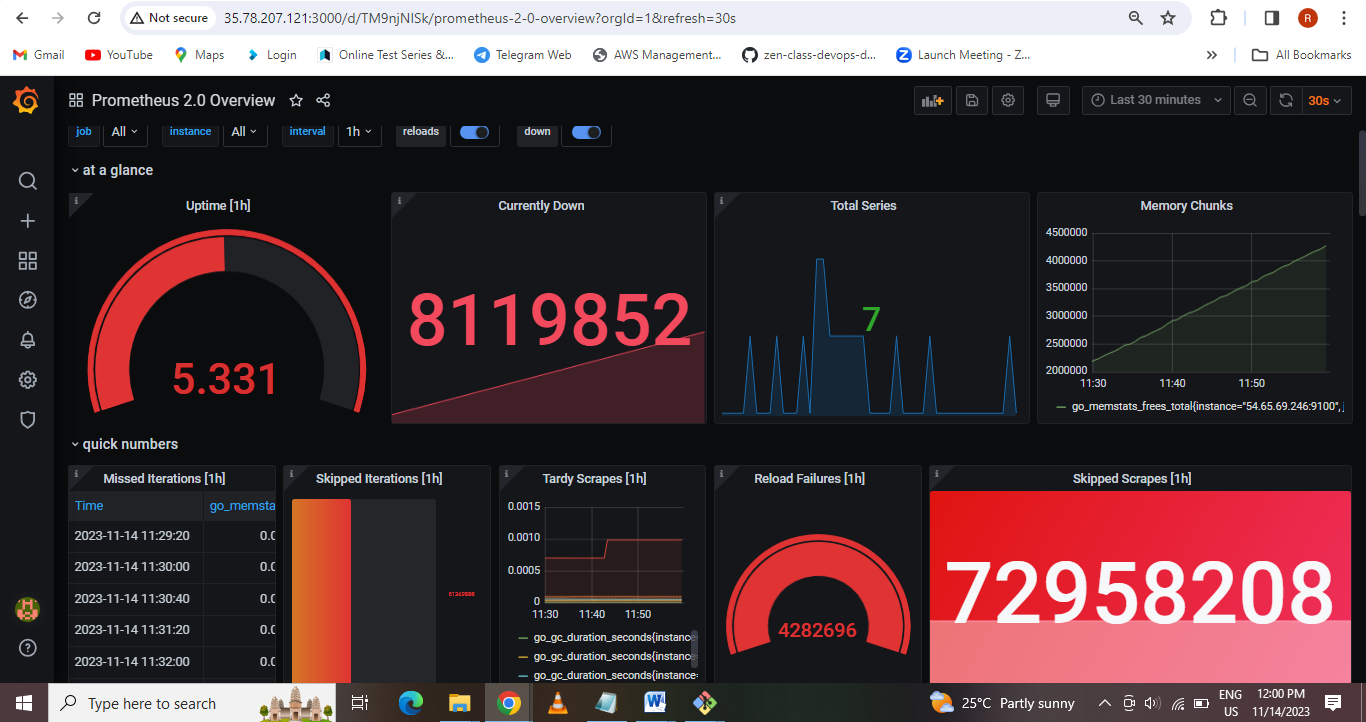 Not secure
35.78.207.121:3000/d/TM9njNISk/prometheus-2-0-overview?orgId=1&refresh=30s
R
Gmail
YouTube
Maps
Login
Online Test Series &...
Telegram Web
AWS Management...
zen-class-devops-d...
Launch Meeting - Z...
»
All Bookmarks
Prometheus 2.0 Overview
Last 30 minutes
30s
job
All
instance
All
interval
1h
reloads
down
at a glance
i
Uptime [1h]
5.331
i
Currently Down
8119852
i
Total Series
7
Memory Chunks
4500000
4000000
3500000
3000000
2500000
2000000
11:30
11:40
11:50
go_memstats_frees_total{instance="54.65.69.246:9100",
quick numbers
i
Missed Iterations [1h]
Time
go_memsta
2023-11-14 11:29:20
0.0
2023-11-14 11:30:00
0.0
2023-11-14 11:30:40
0.0
2023-11-14 11:31:20
0.0
2023-11-14 11:32:00
0.0
i
Skipped Iterations [1h]
i
Tardy Scrapes [1h]
0.0015
0.0010
0.0005
0
11:30
11:40
11:50
go_gc_duration_seconds{instance
go_gc_duration_seconds{instance
go_gc_duration_seconds{instance=
i
Reload Failures [1h]
4282696
i
Skipped Scrapes [1h]
72958208
Type here to search
25°C Partly sunny
ENG
US
12:00 PM
11/14/2023